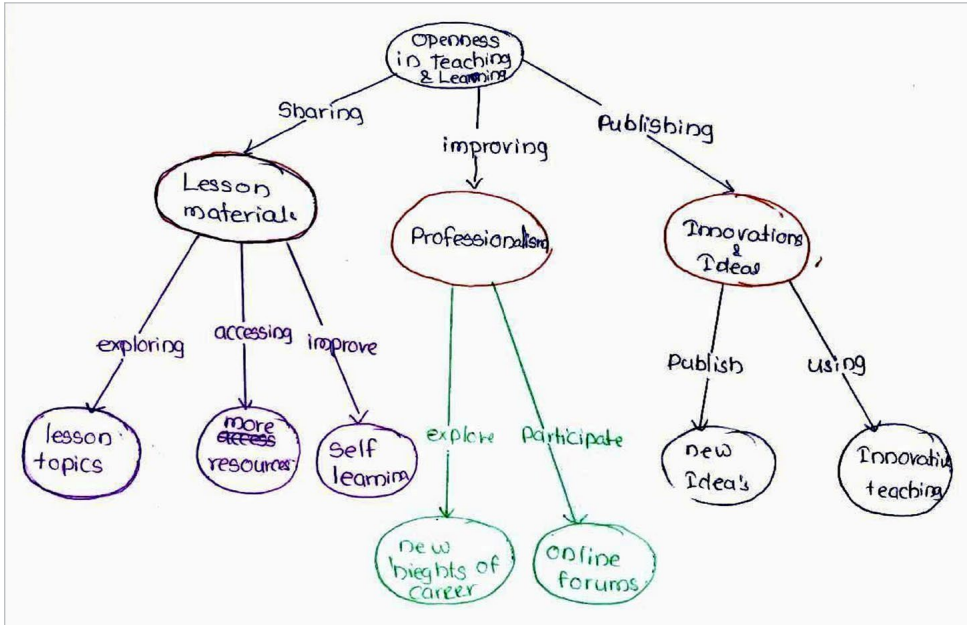 Openness
in Teaching
& Learning
Sharing
improving
Publishing
Lesson
materials
Professionalism
Innovations
&
Ideas
exploring
accessing
improve
Publish
using
lesson
topics
more
access
resources
Self
learning
explore
Participate
new
Idea's
Innovative
teaching
new
hieghts of
career
online
forums